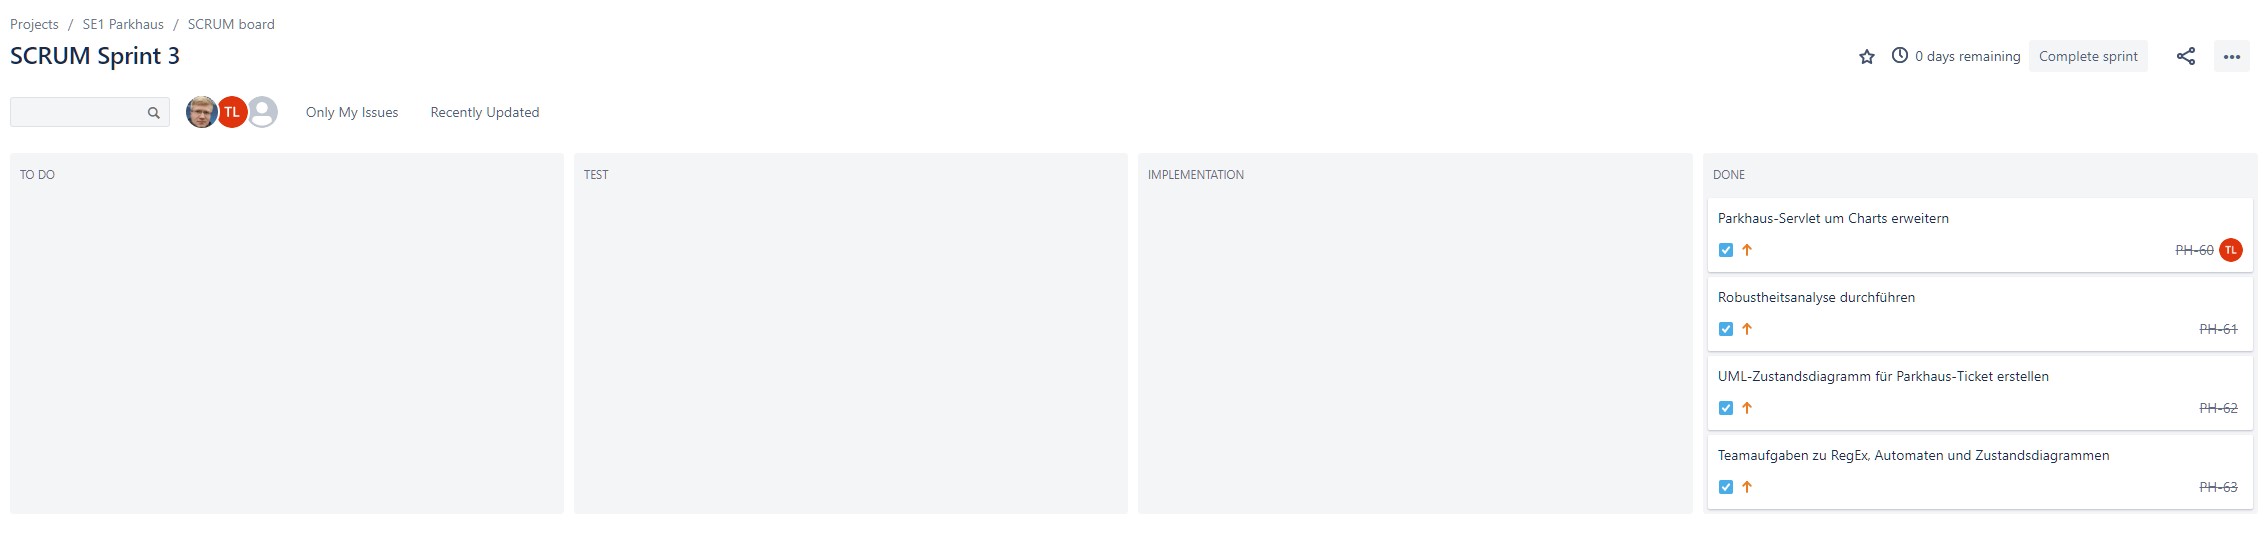 Projects / SE1 Parkhaus / SCRUM board
SCRUM Sprint 3
0 days remaining
Complete sprint
TL
Only My Issues
Recently Updated
TO DO
TEST
IMPLEMENTATION
DONE
Parkhaus-Servlet um Charts erweitern
PH-60 TL
Robustheitsanalyse durchführen
PH-61
UML-Zustandsdiagramm für Parkhaus-Ticket erstellen
PH-62
Teamaufgaben zu RegEx, Automaten und Zustandsdiagrammen
PH-63